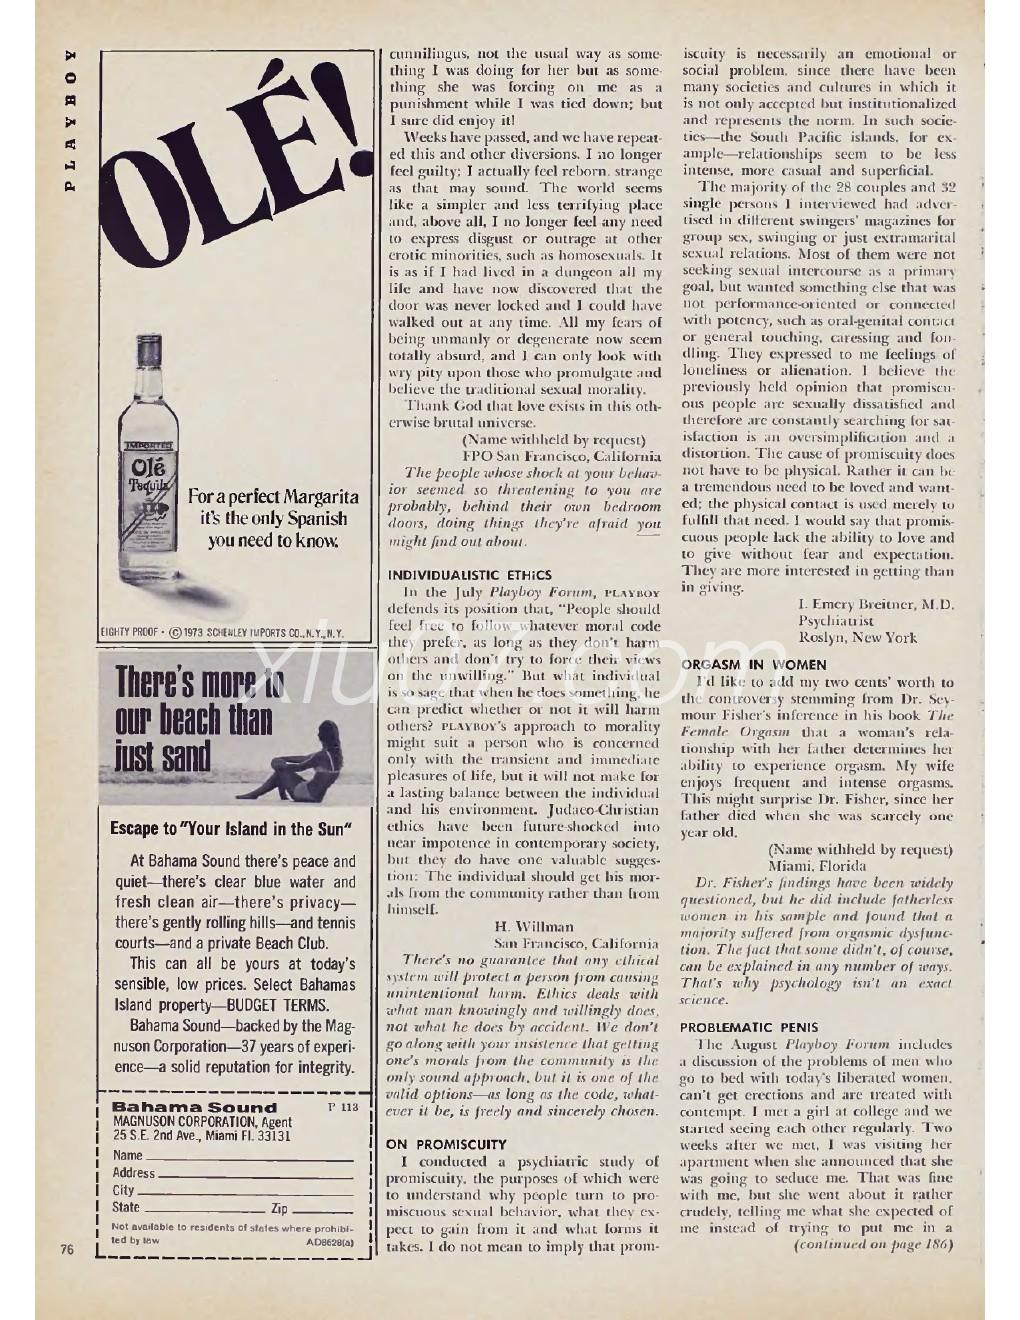 PLAYBOY
OLÉ!
IMPORTED
Olé
Tequila
For a perfect Margarita
it's the only Spanish
you need to know.
EIGHTY PROOF • © 1973 SCHENLEY IMPORTS CO., N.Y., N.Y.
There's more to
our beach than
just sand
Escape to "Your Island in the Sun"
At Bahama Sound there's peace and
quiet—there's clear blue water and
fresh clean air—there's privacy—
there's gently rolling hills—and tennis
courts—and a private Beach Club.
This can all be yours at today's
sensible, low prices. Select Bahamas
Island property—BUDGET TERMS.
Bahama Sound—backed by the Mag-
nuson Corporation—37 years of experi-
ence—a solid reputation for integrity.
Bahama Sound P 113
MAGNUSON CORPORATION, Agent
25 S.E. 2nd Ave., Miami Fl. 33131
Name
Address
City
State Zip
Not available to residents of states where prohibi-
ted by law AD8628(a)
76
cunnilingus, not the usual way as some-
thing I was doing for her but as some-
thing she was forcing on me as a
punishment while I was tied down; but
I sure did enjoy it!
Weeks have passed, and we have repeat-
ed this and other diversions. I no longer
feel guilty; I actually feel reborn, strange
as that may sound. The world seems
like a simpler and less terrifying place
and, above all, I no longer feel any need
to express disgust or outrage at other
erotic minorities, such as homosexuals. It
is as if I had lived in a dungeon all my
life and have now discovered that the
door was never locked and I could have
walked out at any time. All my fears of
being unmanly or degenerate now seem
totally absurd, and I can only look with
wry pity upon those who promulgate and
believe the traditional sexual morality.
Thank God that love exists in this oth-
erwise brutal universe.
(Name withheld by request)
FPO San Francisco, California
The people whose shock at your behav-
ior seemed so threatening to you are
probably, behind their own bedroom
doors, doing things they're afraid you
might find out about.
INDIVIDUALISTIC ETHICS
In the July Playboy Forum, PLAYBOY
defends its position that, "People should
feel free to follow whatever moral code
they prefer, as long as they don't harm
others and don't try to force their views
on the unwilling." But what individual
is so sage that when he does something, he
can predict whether or not it will harm
others? PLAYBOY's approach to morality
might suit a person who is concerned
only with the transient and immediate
pleasures of life, but it will not make for
a lasting balance between the individual
and his environment. Judaeo-Christian
ethics have been future-shocked into
near impotence in contemporary society,
but they do have one valuable sugges-
tion: The individual should get his mor-
als from the community rather than from
himself.
H. Willman
San Francisco, California
There's no guarantee that any ethical
system will protect a person from causing
unintentional harm. Ethics deals with
what man knowingly and willingly does,
not what he does by accident. We don't
go along with your insistence that getting
one's morals from the community is the
only sound approach, but it is one of the
valid options—as long as the code, what-
ever it be, is freely and sincerely chosen.
ON PROMISCUITY
I conducted a psychiatric study of
promiscuity, the purposes of which were
to understand why people turn to pro-
miscuous sexual behavior, what they ex-
pect to gain from it and what forms it
takes. I do not mean to imply that prom-
iscuity is necessarily an emotional or
social problem, since there have been
many societies and cultures in which it
is not only accepted but institutionalized
and represents the norm. In such socie-
ties—the South Pacific islands, for ex-
ample—relationships seem to be less
intense, more casual and superficial.
The majority of the 28 couples and 32
single persons I interviewed had adver-
tised in different swingers' magazines for
group sex, swinging or just extramarital
sexual relations. Most of them were not
seeking sexual intercourse as a primary
goal, but wanted something else that was
not performance-oriented or connected
with potency, such as oral-genital contact
or general touching, caressing and fon-
dling. They expressed to me feelings of
loneliness or alienation. I believe the
previously held opinion that promiscu-
ous people are sexually dissatisfied and
therefore are constantly searching for sat-
isfaction is an oversimplification and a
distortion. The cause of promiscuity does
not have to be physical. Rather it can be
a tremendous need to be loved and want-
ed; the physical contact is used merely to
fulfill that need. I would say that promis-
cuous people lack the ability to love and
to give without fear and expectation.
They are more interested in getting than
in giving.
I. Emery Breitner, M.D.
Psychiatrist
Roslyn, New York
ORGASM IN WOMEN
I'd like to add my two cents' worth to
the controversy stemming from Dr. Sey-
mour Fisher's inference in his book The
Female Orgasm that a woman's rela-
tionship with her father determines her
ability to experience orgasm. My wife
enjoys frequent and intense orgasms.
This might surprise Dr. Fisher, since her
father died when she was scarcely one
year old.
(Name withheld by request)
Miami, Florida
Dr. Fisher's findings have been widely
questioned, but he did include fatherless
women in his sample and found that a
majority suffered from orgasmic dysfunc-
tion. The fact that some didn't, of course,
can be explained in any number of ways.
That's why psychology isn't an exact
science.
PROBLEMATIC PENIS
The August Playboy Forum includes
a discussion of the problems of men who
go to bed with today's liberated women,
can't get erections and are treated with
contempt. I met a girl at college and we
started seeing each other regularly. Two
weeks after we met, I was visiting her
apartment when she announced that she
was going to seduce me. That was fine
with me, but she went about it rather
crudely, telling me what she expected of
me instead of trying to put me in a
(continued on page 186)